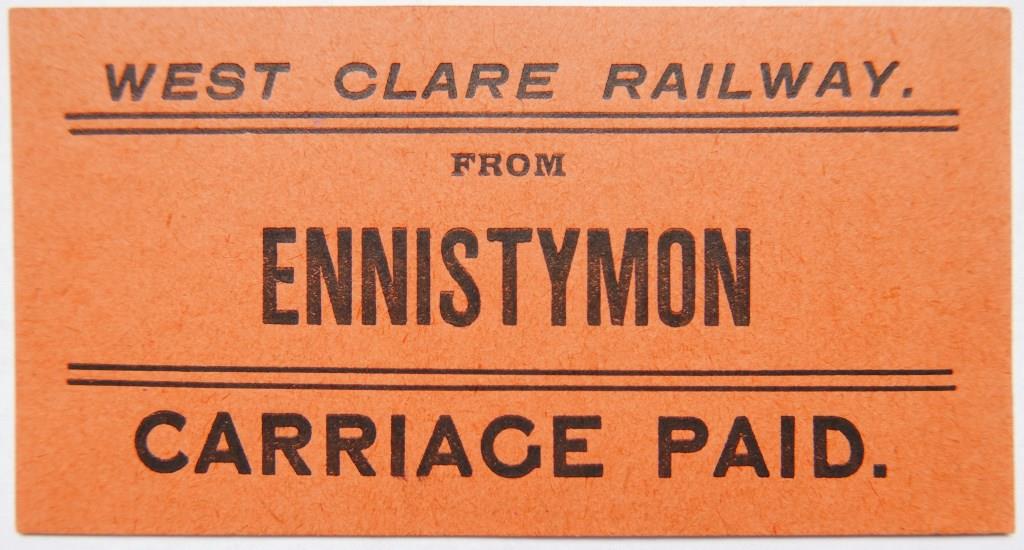 WEST CLARE RAILWAY.
FROM
ENNISTYMON
CARRIAGE PAID.